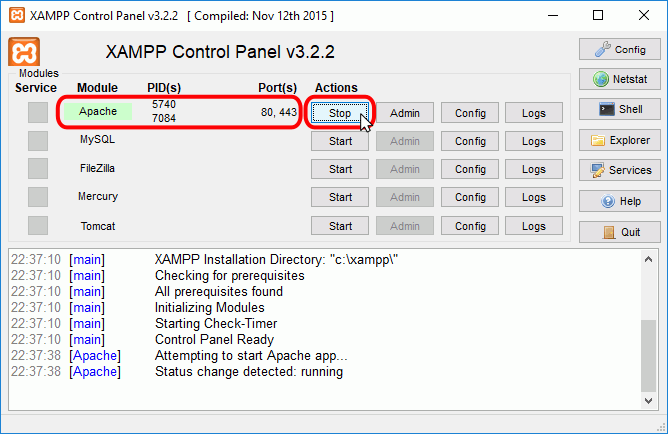 XAMPP Control Panel v3.2.2 [ Compiled: Nov 12th 2015 ]
XAMPP Control Panel v3.2.2
Config
Modules
Service Module PID(s) Port(s) Actions
Netstat
Apache 5740 7084 80, 443 Stop Admin Config Logs
Shell
MySQL Start Admin Config Logs
Explorer
FileZilla Start Admin Config Logs
Services
Mercury Start Admin Config Logs
Help
Tomcat Start Admin Config Logs
Quit
22:37:10 [main] XAMPP Installation Directory: "c:\xampp\"
22:37:10 [main] Checking for prerequisites
22:37:10 [main] All prerequisites found
22:37:10 [main] Initializing Modules
22:37:10 [main] Starting Check-Timer
22:37:10 [main] Control Panel Ready
22:37:38 [Apache] Attempting to start Apache app...
22:37:38 [Apache] Status change detected: running